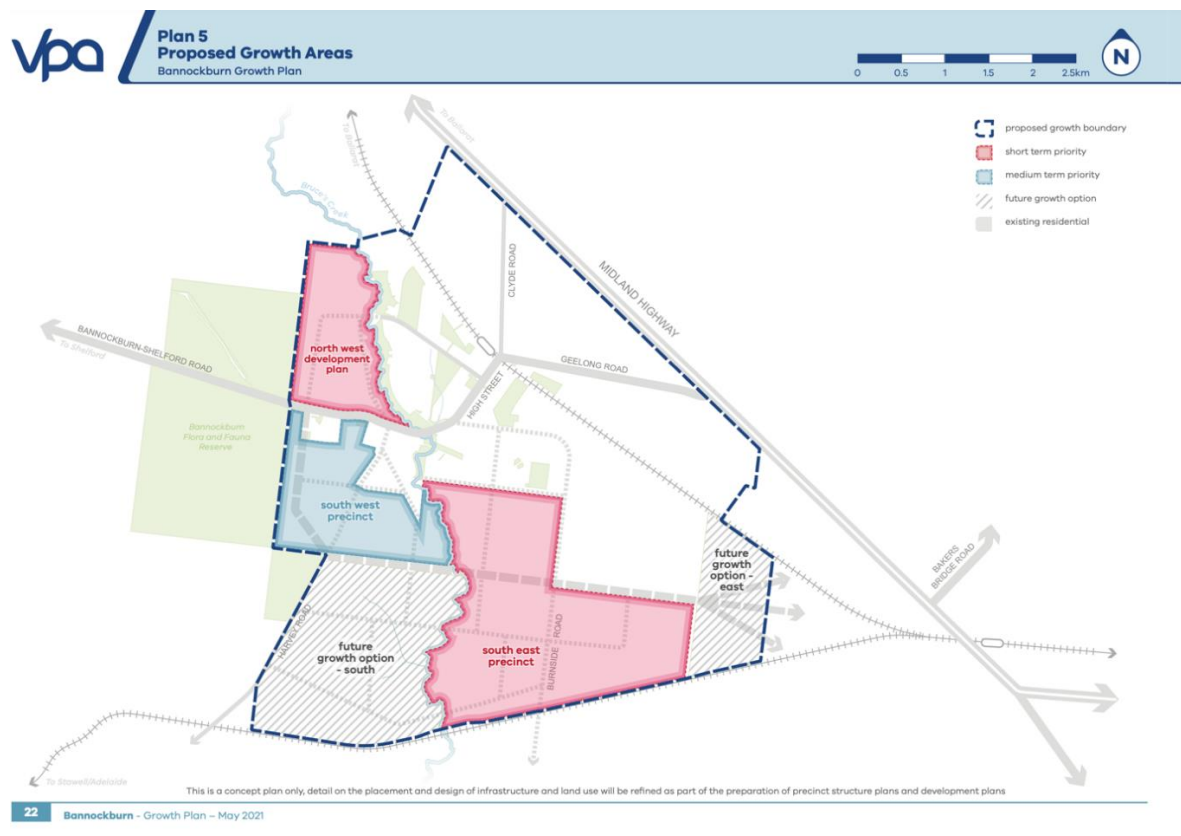 vpa
Plan 5
Proposed Growth Areas
Bannockburn Growth Plan
0 0.5 1 1.5 2 2.5km
N
proposed growth boundary
short term priority
medium term priority
future growth option
existing residential
To Ballarat
To Ballarat
Bruce's Creek
CLYDE ROAD
MIDLAND HIGHWAY
BANNOCKBURN-SHELFORD ROAD
To Shelford
north west
development
plan
GEELONG ROAD
HIGH STREET
Bannockburn
Flora and Fauna
Reserve
south west
precinct
future
growth
option -
east
BAKERS
BRIDGE ROAD
HARVEY ROAD
future
growth option
- south
south east
precinct
BURNSIDE - ROAD
To Stawell/Adelaide
This is a concept plan only, detail on the placement and design of infrastructure and land use will be refined as part of the preparation of precinct structure plans and development plans
22 Bannockburn - Growth Plan – May 2021